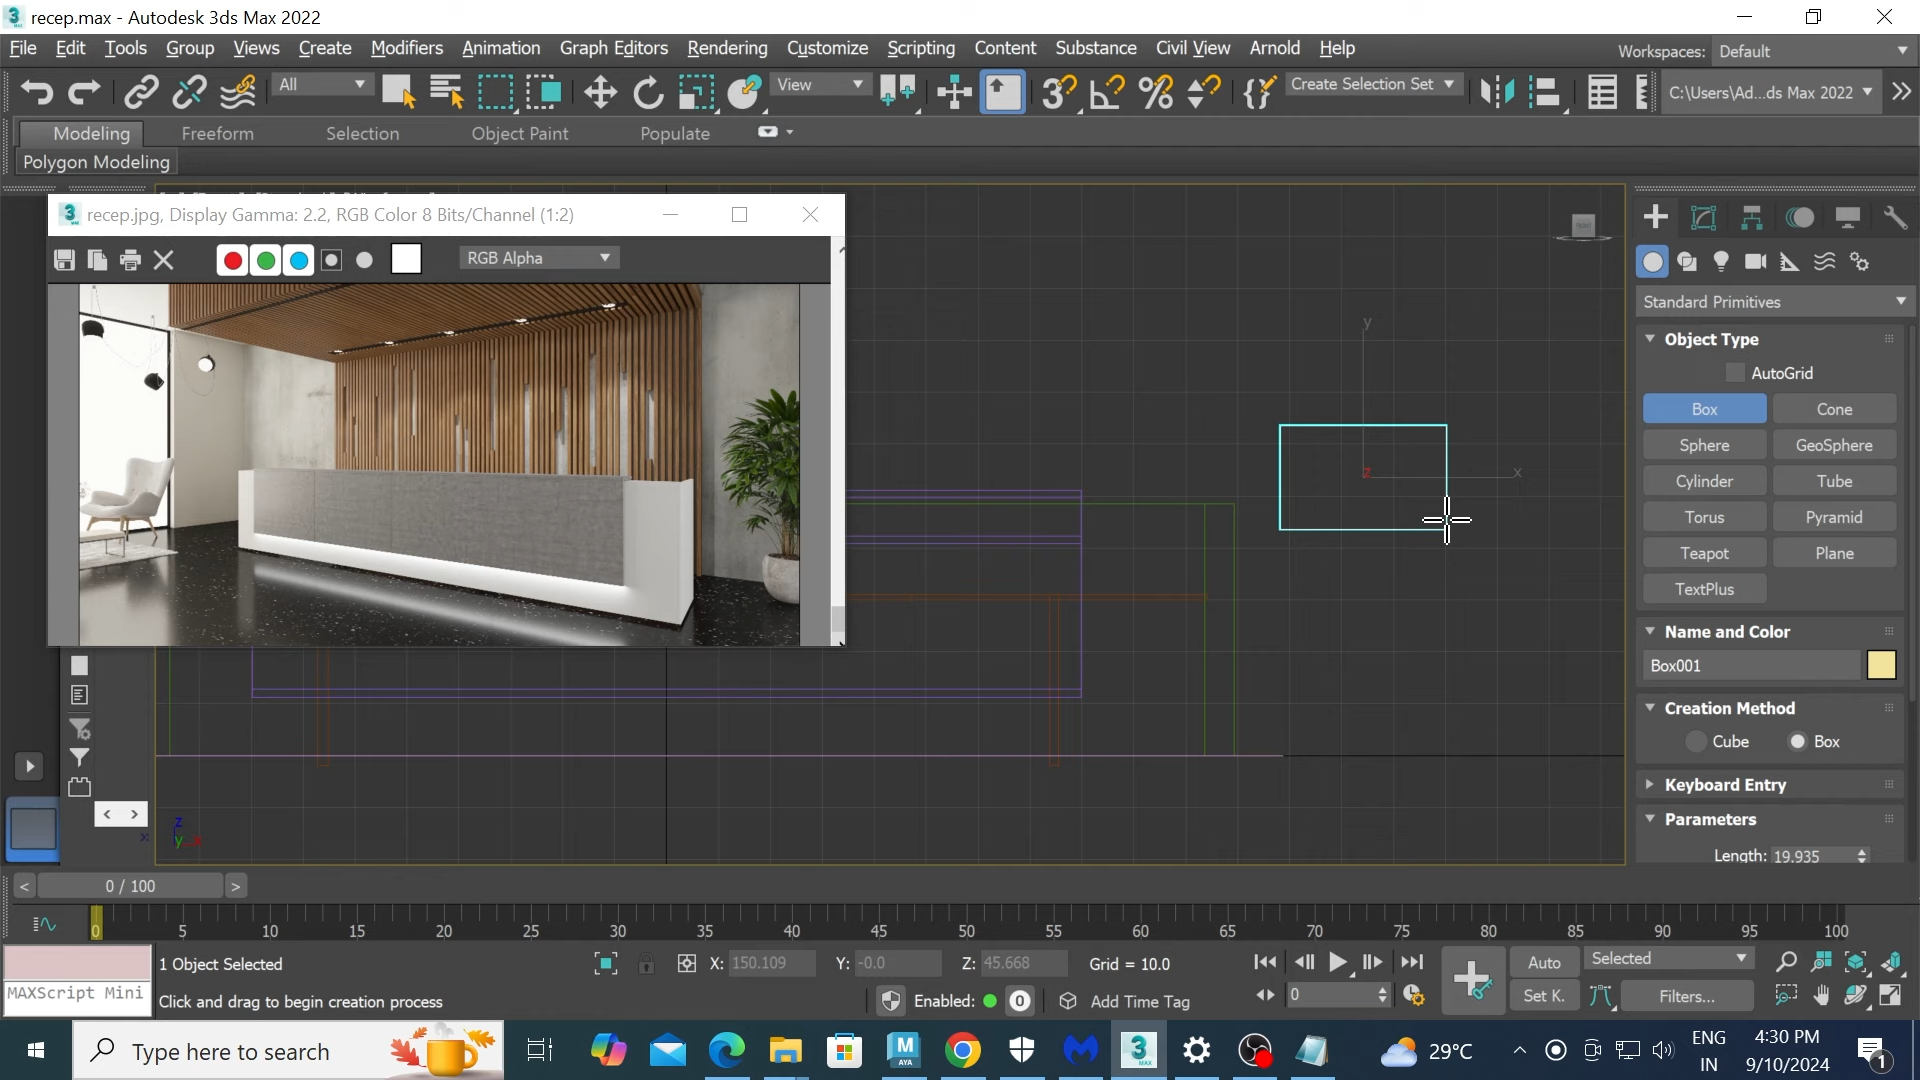 recep.max - Autodesk 3ds Max 2022
File Edit Tools Group Views Create Modifiers Animation Graph Editors Rendering Customize Scripting Content Substance Civil View Arnold Help Workspaces: Default
All View Create Selection Set C:\Users\Ad...ds Max 2022
Modeling Freeform Selection Object Paint Populate
Polygon Modeling
recep.jpg, Display Gamma: 2.2, RGB Color 8 Bits/Channel (1:2)
RGB Alpha
Standard Primitives
Object Type
AutoGrid
Box Cone
Sphere GeoSphere
Cylinder Tube
Torus Pyramid
Teapot Plane
TextPlus
Name and Color
Box001
Creation Method
Cube Box
Keyboard Entry
Parameters
Length: 19.935
y
z x
z
y x
< 0 / 100 >
0 5 10 15 20 25 30 35 40 45 50 55 60 65 70 75 80 85 90 95 100
1 Object Selected X: 150.109 Y: -0.0 Z: 45.668 Grid = 10.0 Auto Selected
MAXScript Mini Click and drag to begin creation process Enabled: 0 Add Time Tag 0 Set K. Filters...
Type here to search 29°C ENG IN 4:30 PM 9/10/2024 1